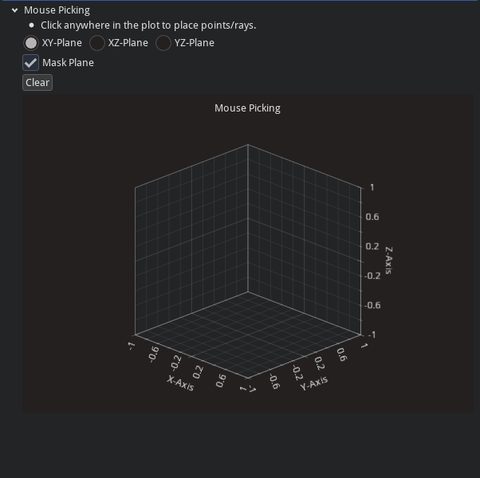 Mouse Picking
Click anywhere in the plot to place points/rays.
XY-Plane XZ-Plane YZ-Plane
Mask Plane
Clear
Mouse Picking
1
0.6
0.2
-0.2
-0.6
-1
Z-Axis
-1 -0.6 -0.2 0.2 0.6 1
X-Axis
-1 -0.6 -0.2 0.2 0.6 1
Y-Axis